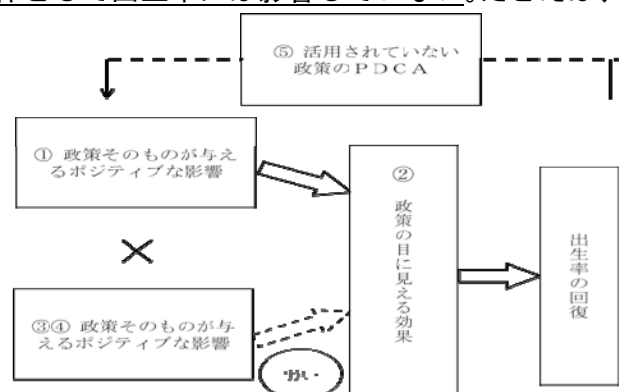 ⑤ 活用されていない
政策のPDCA
① 政策そのものが与え
るポジティブな影響
×
③④ 政策そのものが与
えるポジティブな影響
②
政策の目に見える効果
出生率の回復